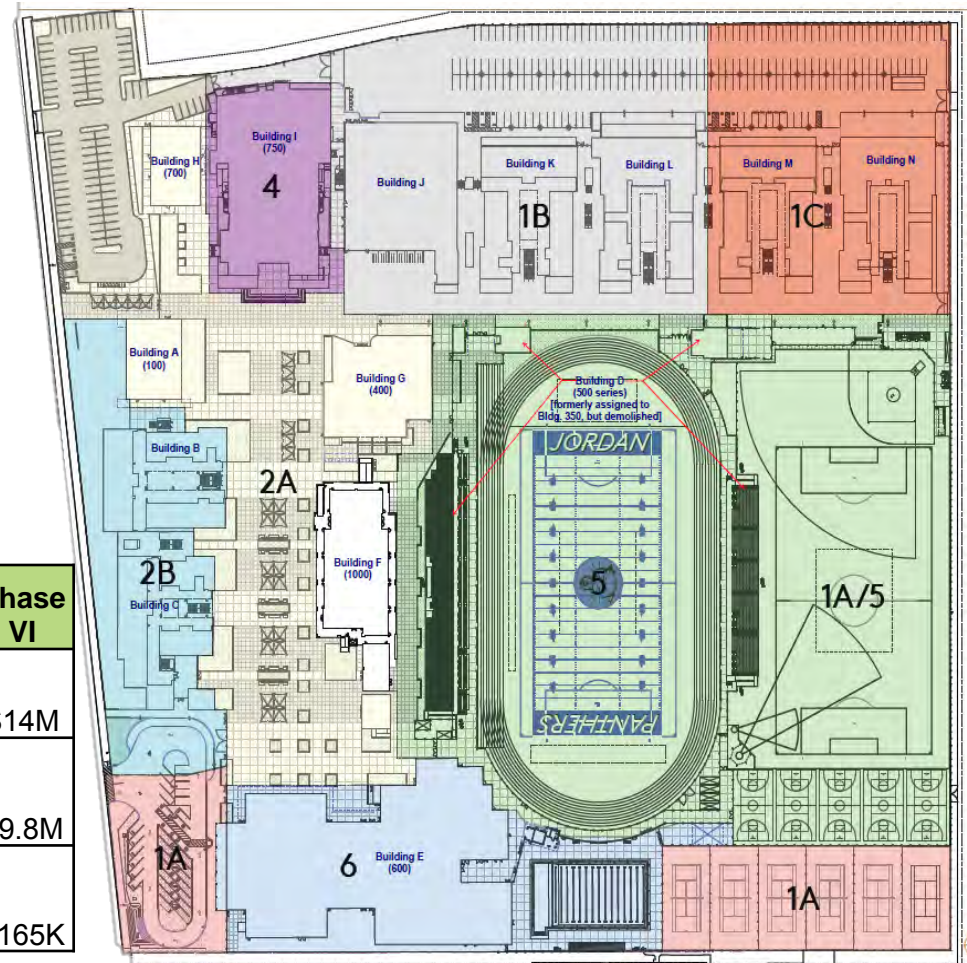 Building I
(750)
4
Building H
(700)
Building J
Building K
Building L
1B
Building M
Building N
1C
Building A
(100)
Building G
(400)
Building D
(500 series)
[formerly assigned to
Bldg. 350, but demolished]
JORDAN
Building B
2A
2B
Building C
Building F
(1000)
5
1A/5
PANTHERS
hase
VI
14M
9.8M
165K
1A
6
Building E
(600)
1A